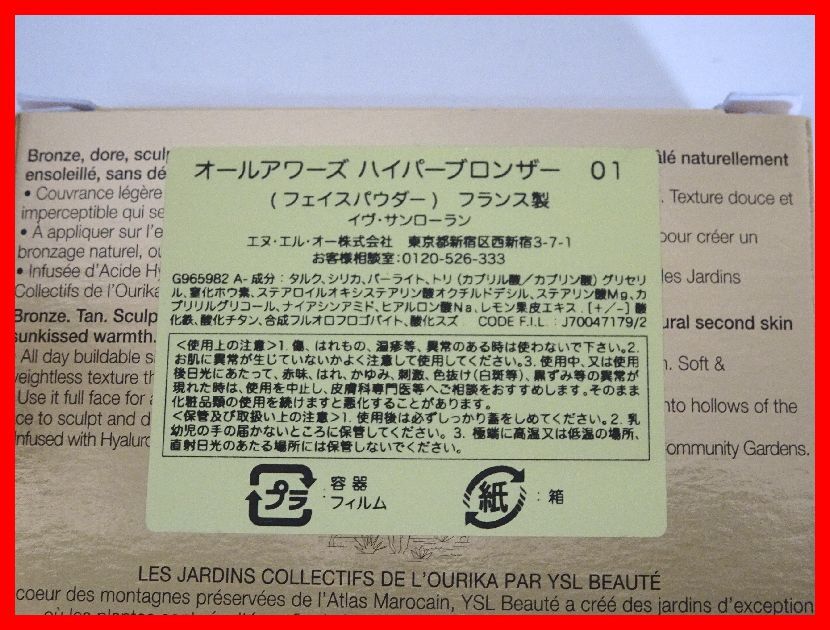 Bronze, dore, sculp
ensoleillé, sans dé
• Couvrance légère
imperceptible qui se
• À appliquer sur l'e
bronzage naturel, ou
• Infusée d'Acide Hy
Collectifs de l'Ourika
Bronze. Tan. Sculp
sunkissed warmth.
All day buildable s
weightless texture th
Use it full face for a
ce to sculpt and d
Infused with Hyaluro
オールアワーズ ハイパーブロンザー 01
(フェイスパウダー) フランス製
イヴ・サンローラン
エヌ・エル・オー株式会社 東京都新宿区西新宿3-7-1
お客様相談室:0120-526-333
G965982 A-成分:タルク、シリカ、パーライト、トリ(カプリル酸/カプリン酸)グリセリ
ル、窒化ホウ素、ステアロイルオキシステアリン酸オクチルドデシル、ステアリン酸Mg、カ
プリリルグリコール、ナイアシンアミド、ヒアルロン酸Na、レモン果皮エキス.[+/-]酸
化鉄、酸化チタン、合成フルオロフロゴパイト、酸化スズ CODE F.I.L : J70047179/2
<使用上の注意>1.傷、はれもの、湿疹等、異常のある時は使わないで下さい。2.
お肌に異常が生じていないかよく注意して使用してください。3.使用中、又は使用
後日光にあたって、赤味、はれ、かゆみ、刺激、色抜け(白斑等)、黒ずみ等の異常が
現れた時は、使用を中止し、皮膚科専門医等へご相談をおすすめします。そのまま
化粧品類の使用を続けますと悪化することがあります。
<保管及び取扱い上の注意>1.使用後は必ずしっかり蓋をしめてください。2.乳
幼児の手の届かないところに保管してください。3.極端に高温又は低温の場所、
直射日光のあたる場所には保管しないでください。
プラ
:容器
フィルム
紙
:箱
âlé naturellement
. Texture douce et
pour créer un
les Jardins
ural second skin
n. Soft &
nto hollows of the
ommunity Gardens.
LES JARDINS COLLECTIFS DE L'OURIKA PAR YSL BEAUTÉ
coeur des montagnes préservées de l'Atlas Marocain, YSL Beauté a créé des jardins d'exception
où les plantes